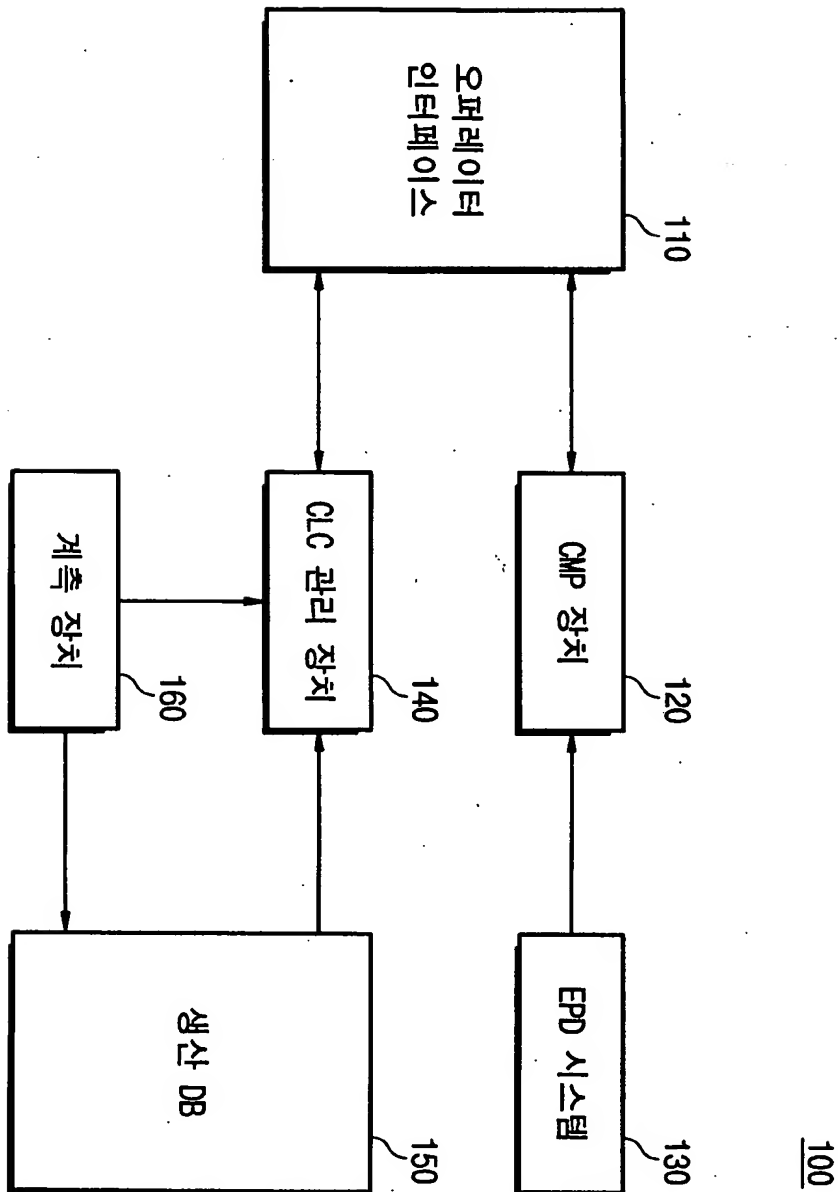 100
오퍼레이터
인터페이스
110
CMP 장치
120
EPD 시스템
130
CLC 관리 장치
140
생산 DB
150
계측 장치
160